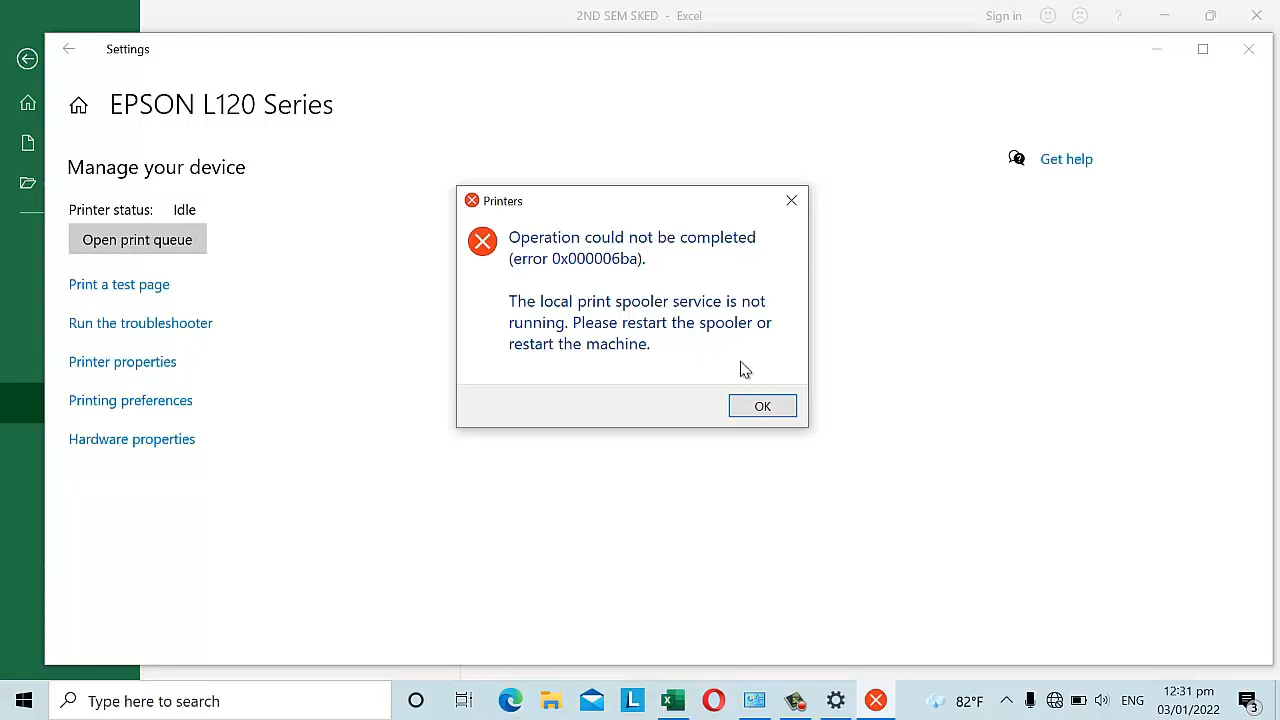 2ND SEM SKED - Excel
Sign in
?
Settings
EPSON L120 Series
Manage your device
Get help
Printer status: Idle
Open print queue
Print a test page
Run the troubleshooter
Printer properties
Printing preferences
Hardware properties
Printers
Operation could not be completed
(error 0x000006ba).
The local print spooler service is not
running. Please restart the spooler or
restart the machine.
OK
Type here to search
L
82°F
ENG
12:31 pm
03/01/2022
3